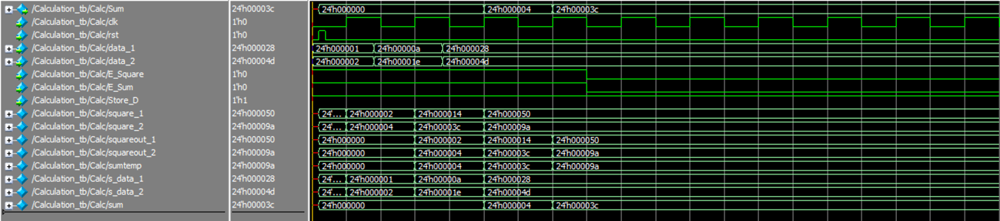 /Calculation_tb/Calc/Sum 24'h00003c 24'h000000 24'h000004 24'h00003c
/Calculation_tb/Calc/clk 1'h0
/Calculation_tb/Calc/rst 1'h0
/Calculation_tb/Calc/data_1 24'h000028 24'h000001 24'h00000a 24'h000028
/Calculation_tb/Calc/data_2 24'h00004d 24'h000002 24'h00001e 24'h00004d
/Calculation_tb/Calc/E_Square 1'h0
/Calculation_tb/Calc/E_Sum 1'h0
/Calculation_tb/Calc/Store_D 1'h1
/Calculation_tb/Calc/square_1 24'h000050 24'... 24'h000002 24'h000014 24'h000050
/Calculation_tb/Calc/square_2 24'h00009a 24'... 24'h000004 24'h00003c 24'h00009a
/Calculation_tb/Calc/squareout_1 24'h000050 24'h000000 24'h000002 24'h000014 24'h000050
/Calculation_tb/Calc/squareout_2 24'h00009a 24'h000000 24'h000004 24'h00003c 24'h00009a
/Calculation_tb/Calc/sumtemp 24'h00009a 24'h000000 24'h000004 24'h00003c 24'h00009a
/Calculation_tb/Calc/s_data_1 24'h000028 24'... 24'h000001 24'h00000a 24'h000028
/Calculation_tb/Calc/s_data_2 24'h00004d 24'... 24'h000002 24'h00001e 24'h00004d
/Calculation_tb/Calc/sum 24'h00003c 24'h000000 24'h000004 24'h00003c